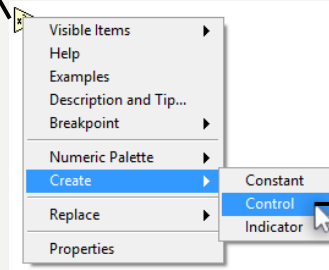 x
Visible Items
Help
Examples
Description and Tip...
Breakpoint
Numeric Palette
Create
Constant
Control
Indicator
Replace
Properties